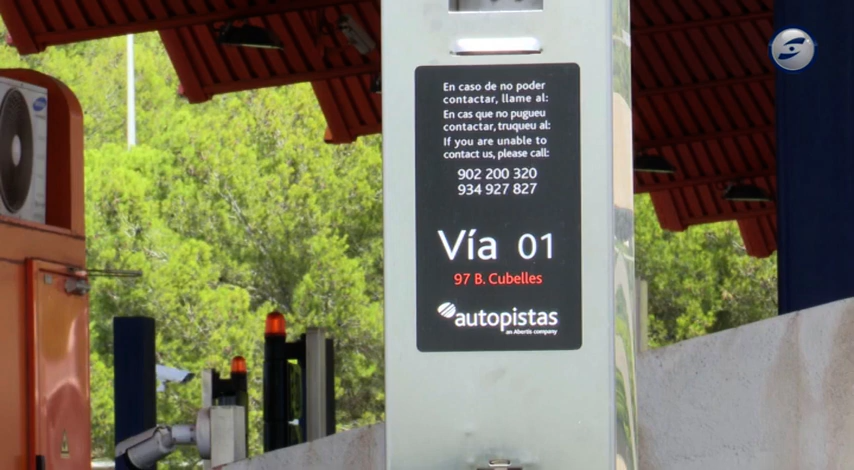 En caso de no poder
contactar, llame al:
En cas que no pugueu
contactar, truqueu al:
If you are unable to
contact us, please call:
902 200 320
934 927 827
Vía 01
97 B. Cubelles
autopistas
an Abertis company